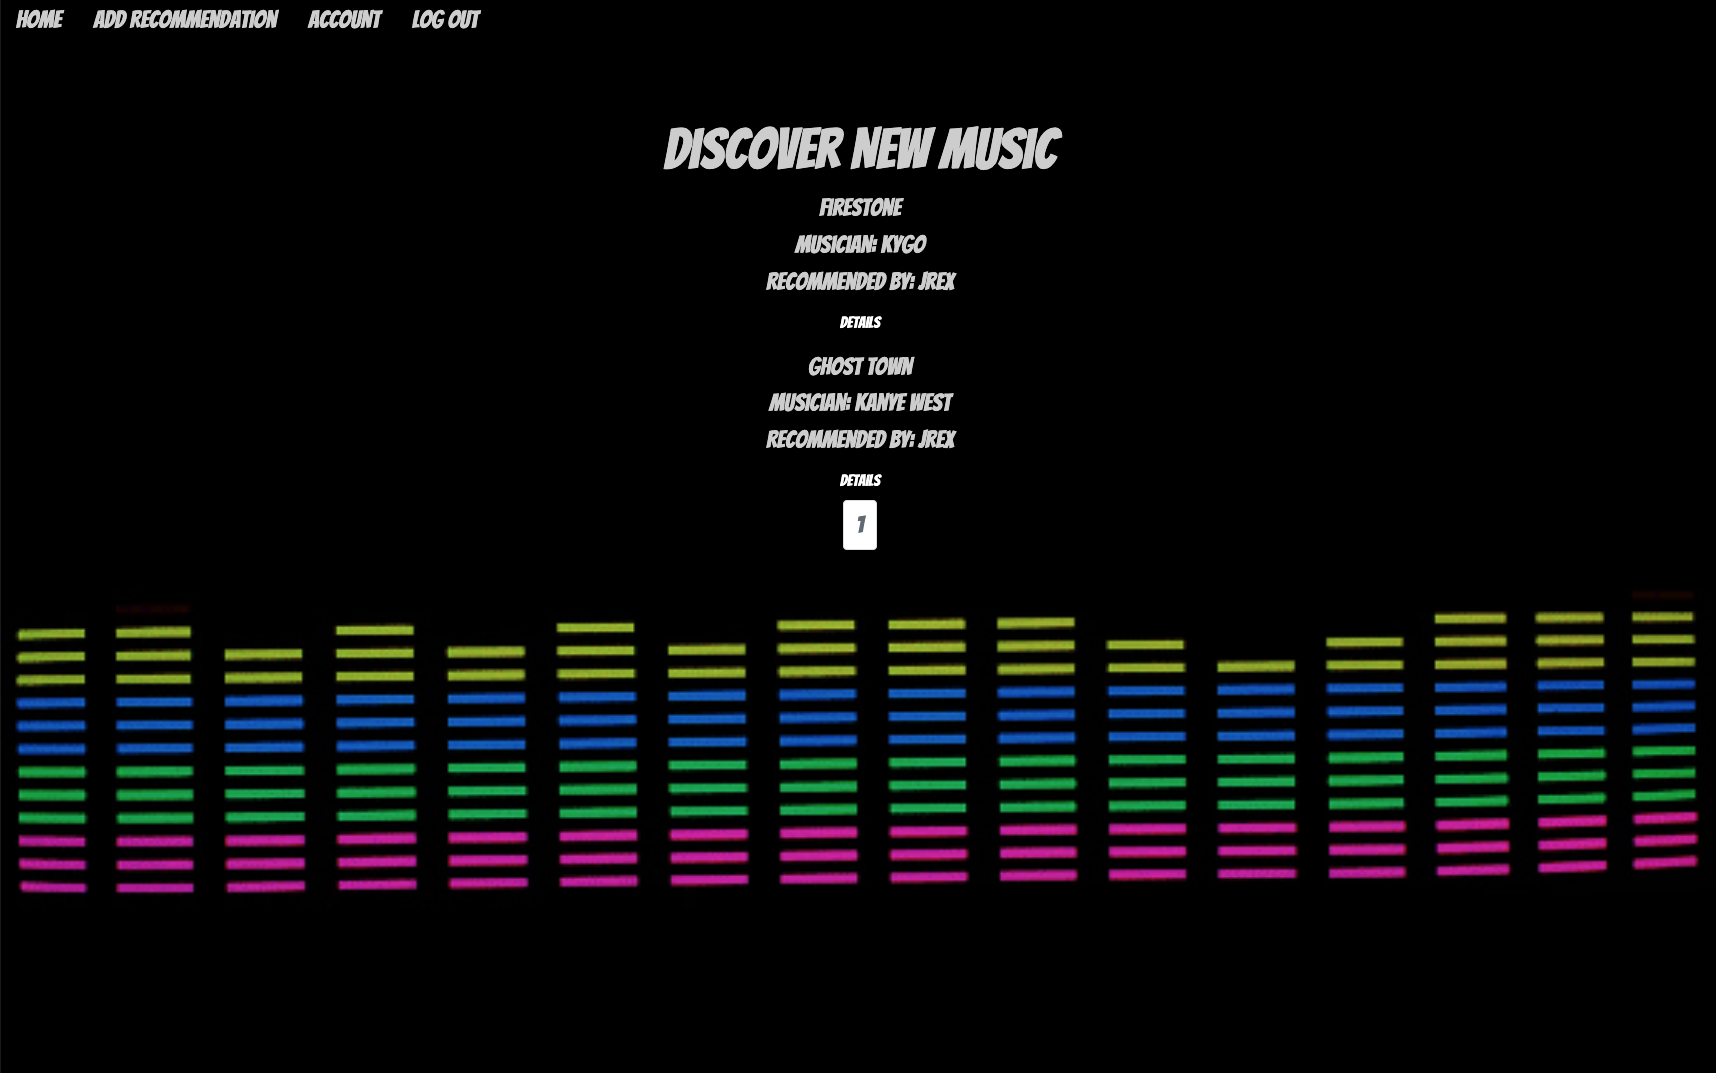 HOME ADD RECOMMENDATION ACCOUNT LOG OUT
DISCOVER NEW MUSIC
FIRESTONE
MUSICIAN: KYGO
RECOMMENDED BY: JREX
DETAILS
GHOST TOWN
MUSICIAN: KANYE WEST
RECOMMENDED BY: JREX
DETAILS
1